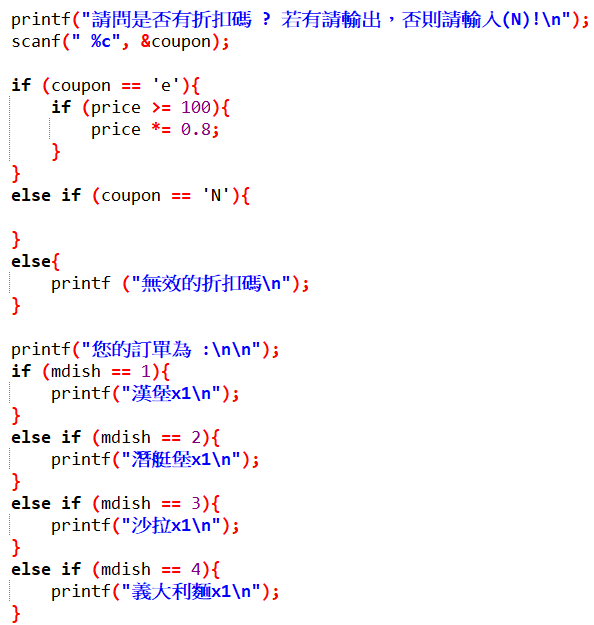 printf("請問是否有折扣碼 ? 若有請輸出，否則請輸入(N)!\n");
scanf(" %c", &coupon);
if (coupon == 'e'){
if (price >= 100){
price *= 0.8;
}
}
else if (coupon == 'N'){
}
else{
printf ("無效的折扣碼\n");
}
printf("您的訂單為 :\n\n");
if (mdish == 1){
printf("漢堡x1\n");
}
else if (mdish == 2){
printf("潛艇堡x1\n");
}
else if (mdish == 3){
printf("沙拉x1\n");
}
else if (mdish == 4){
printf("義大利麵x1\n");
}